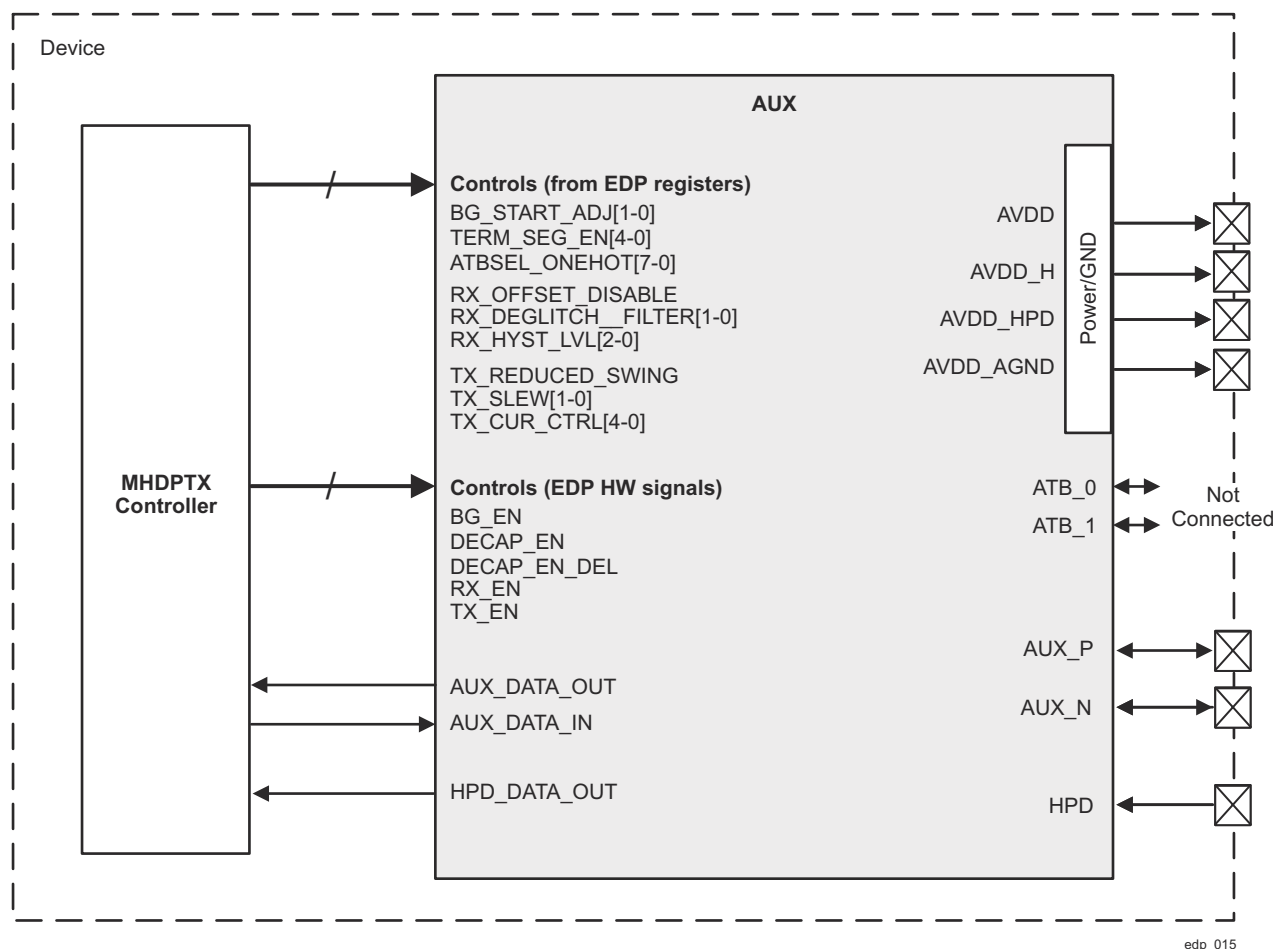 Device
AUX
Controls (from EDP registers)
BG_START_ADJ[1-0]
TERM_SEG_EN[4-0]
ATBSEL_ONEHOT[7-0]
RX_OFFSET_DISABLE
RX_DEGLITCH__FILTER[1-0]
RX_HYST_LVL[2-0]
TX_REDUCED_SWING
TX_SLEW[1-0]
TX_CUR_CTRL[4-0]
AVDD
AVDD_H
AVDD_HPD
AVDD_AGND
Power/GND
MHDPTX
Controller
Controls (EDP HW signals)
BG_EN
DECAP_EN
DECAP_EN_DEL
RX_EN
TX_EN
ATB_0
ATB_1
Not
Connected
AUX_DATA_OUT
AUX_DATA_IN
HPD_DATA_OUT
AUX_P
AUX_N
HPD
edp_015